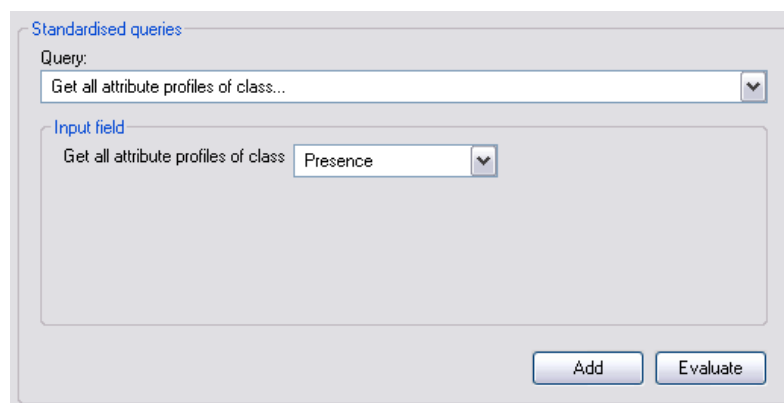 Standardised queries
Query:
Get all attribute profiles of class...
Input field
Get all attribute profiles of class Presence
Add Evaluate